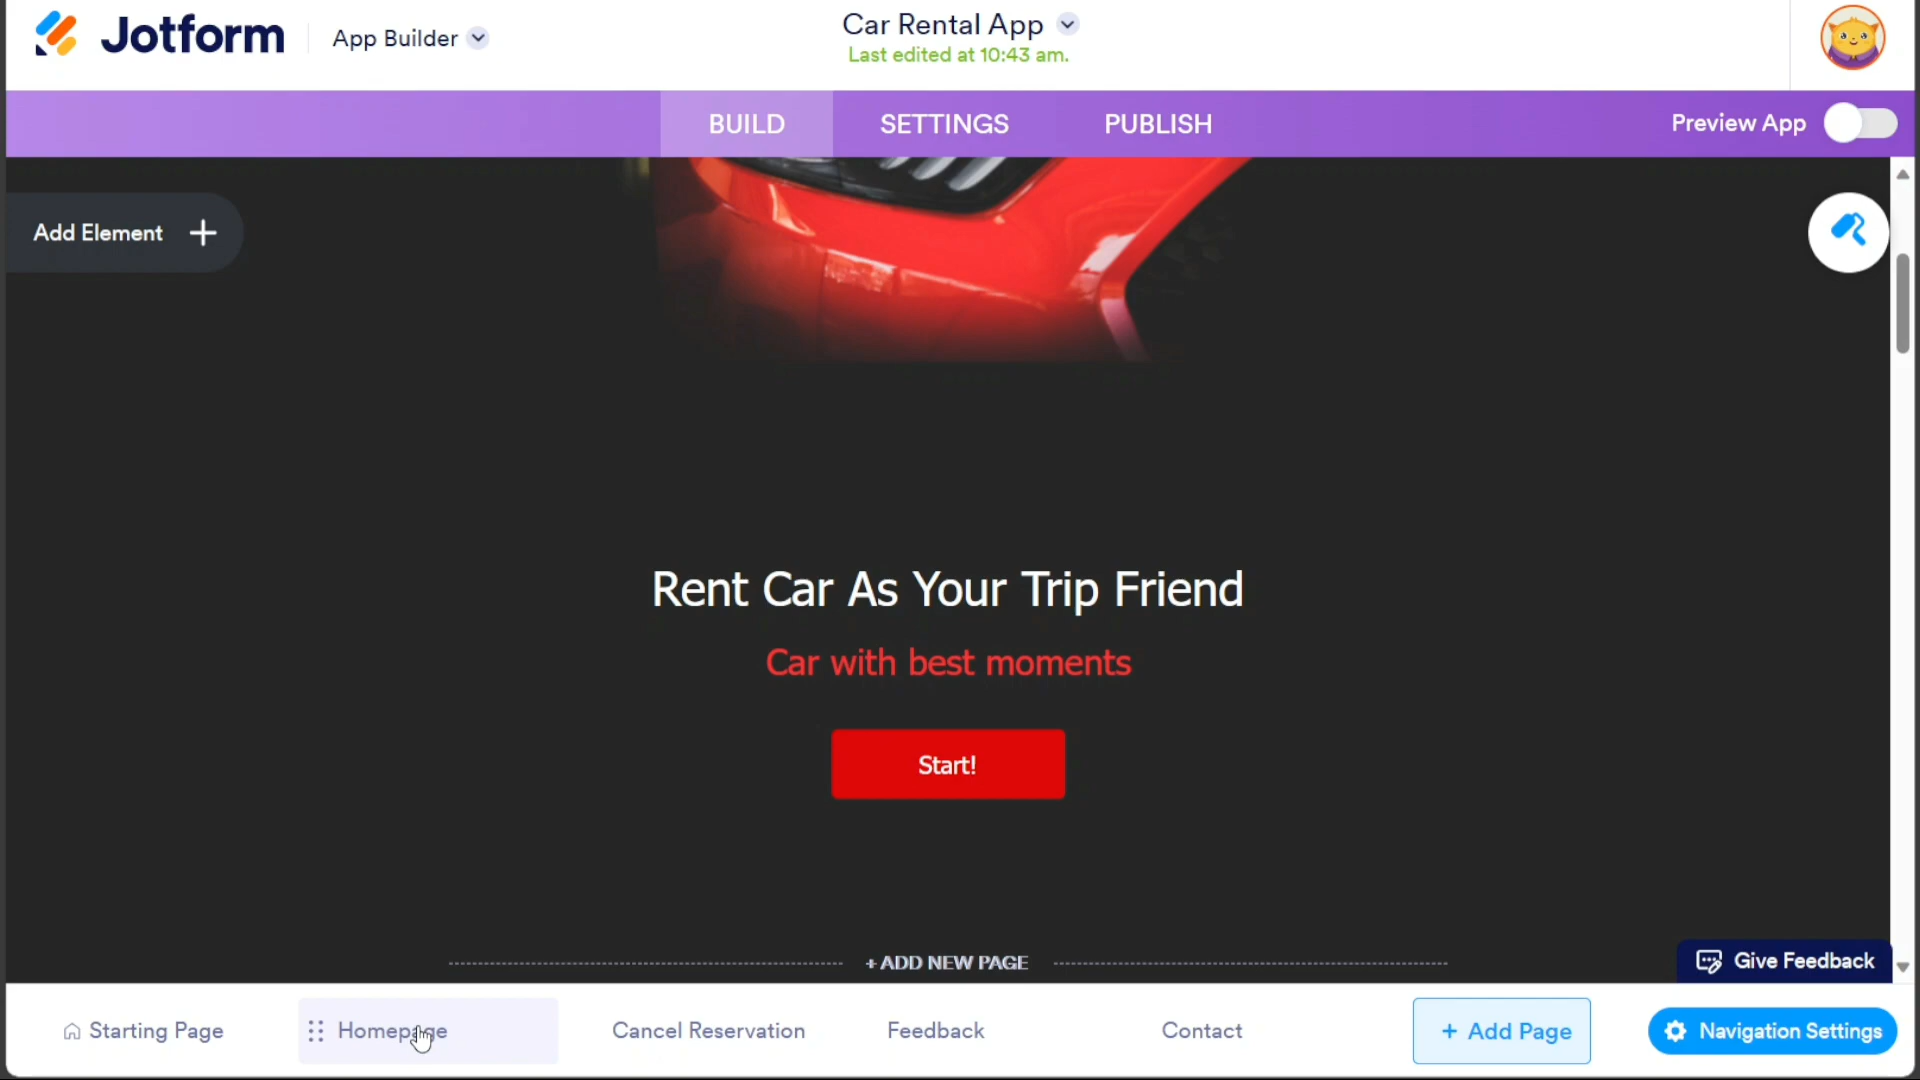 Jotform
App Builder
Car Rental App
Last edited at 10:43 am.
BUILD
SETTINGS
PUBLISH
Preview App
Add Element +
Rent Car As Your Trip Friend
Car with best moments
Start!
+ ADD NEW PAGE
Give Feedback
Starting Page
Homepage
Cancel Reservation
Feedback
Contact
+ Add Page
Navigation Settings